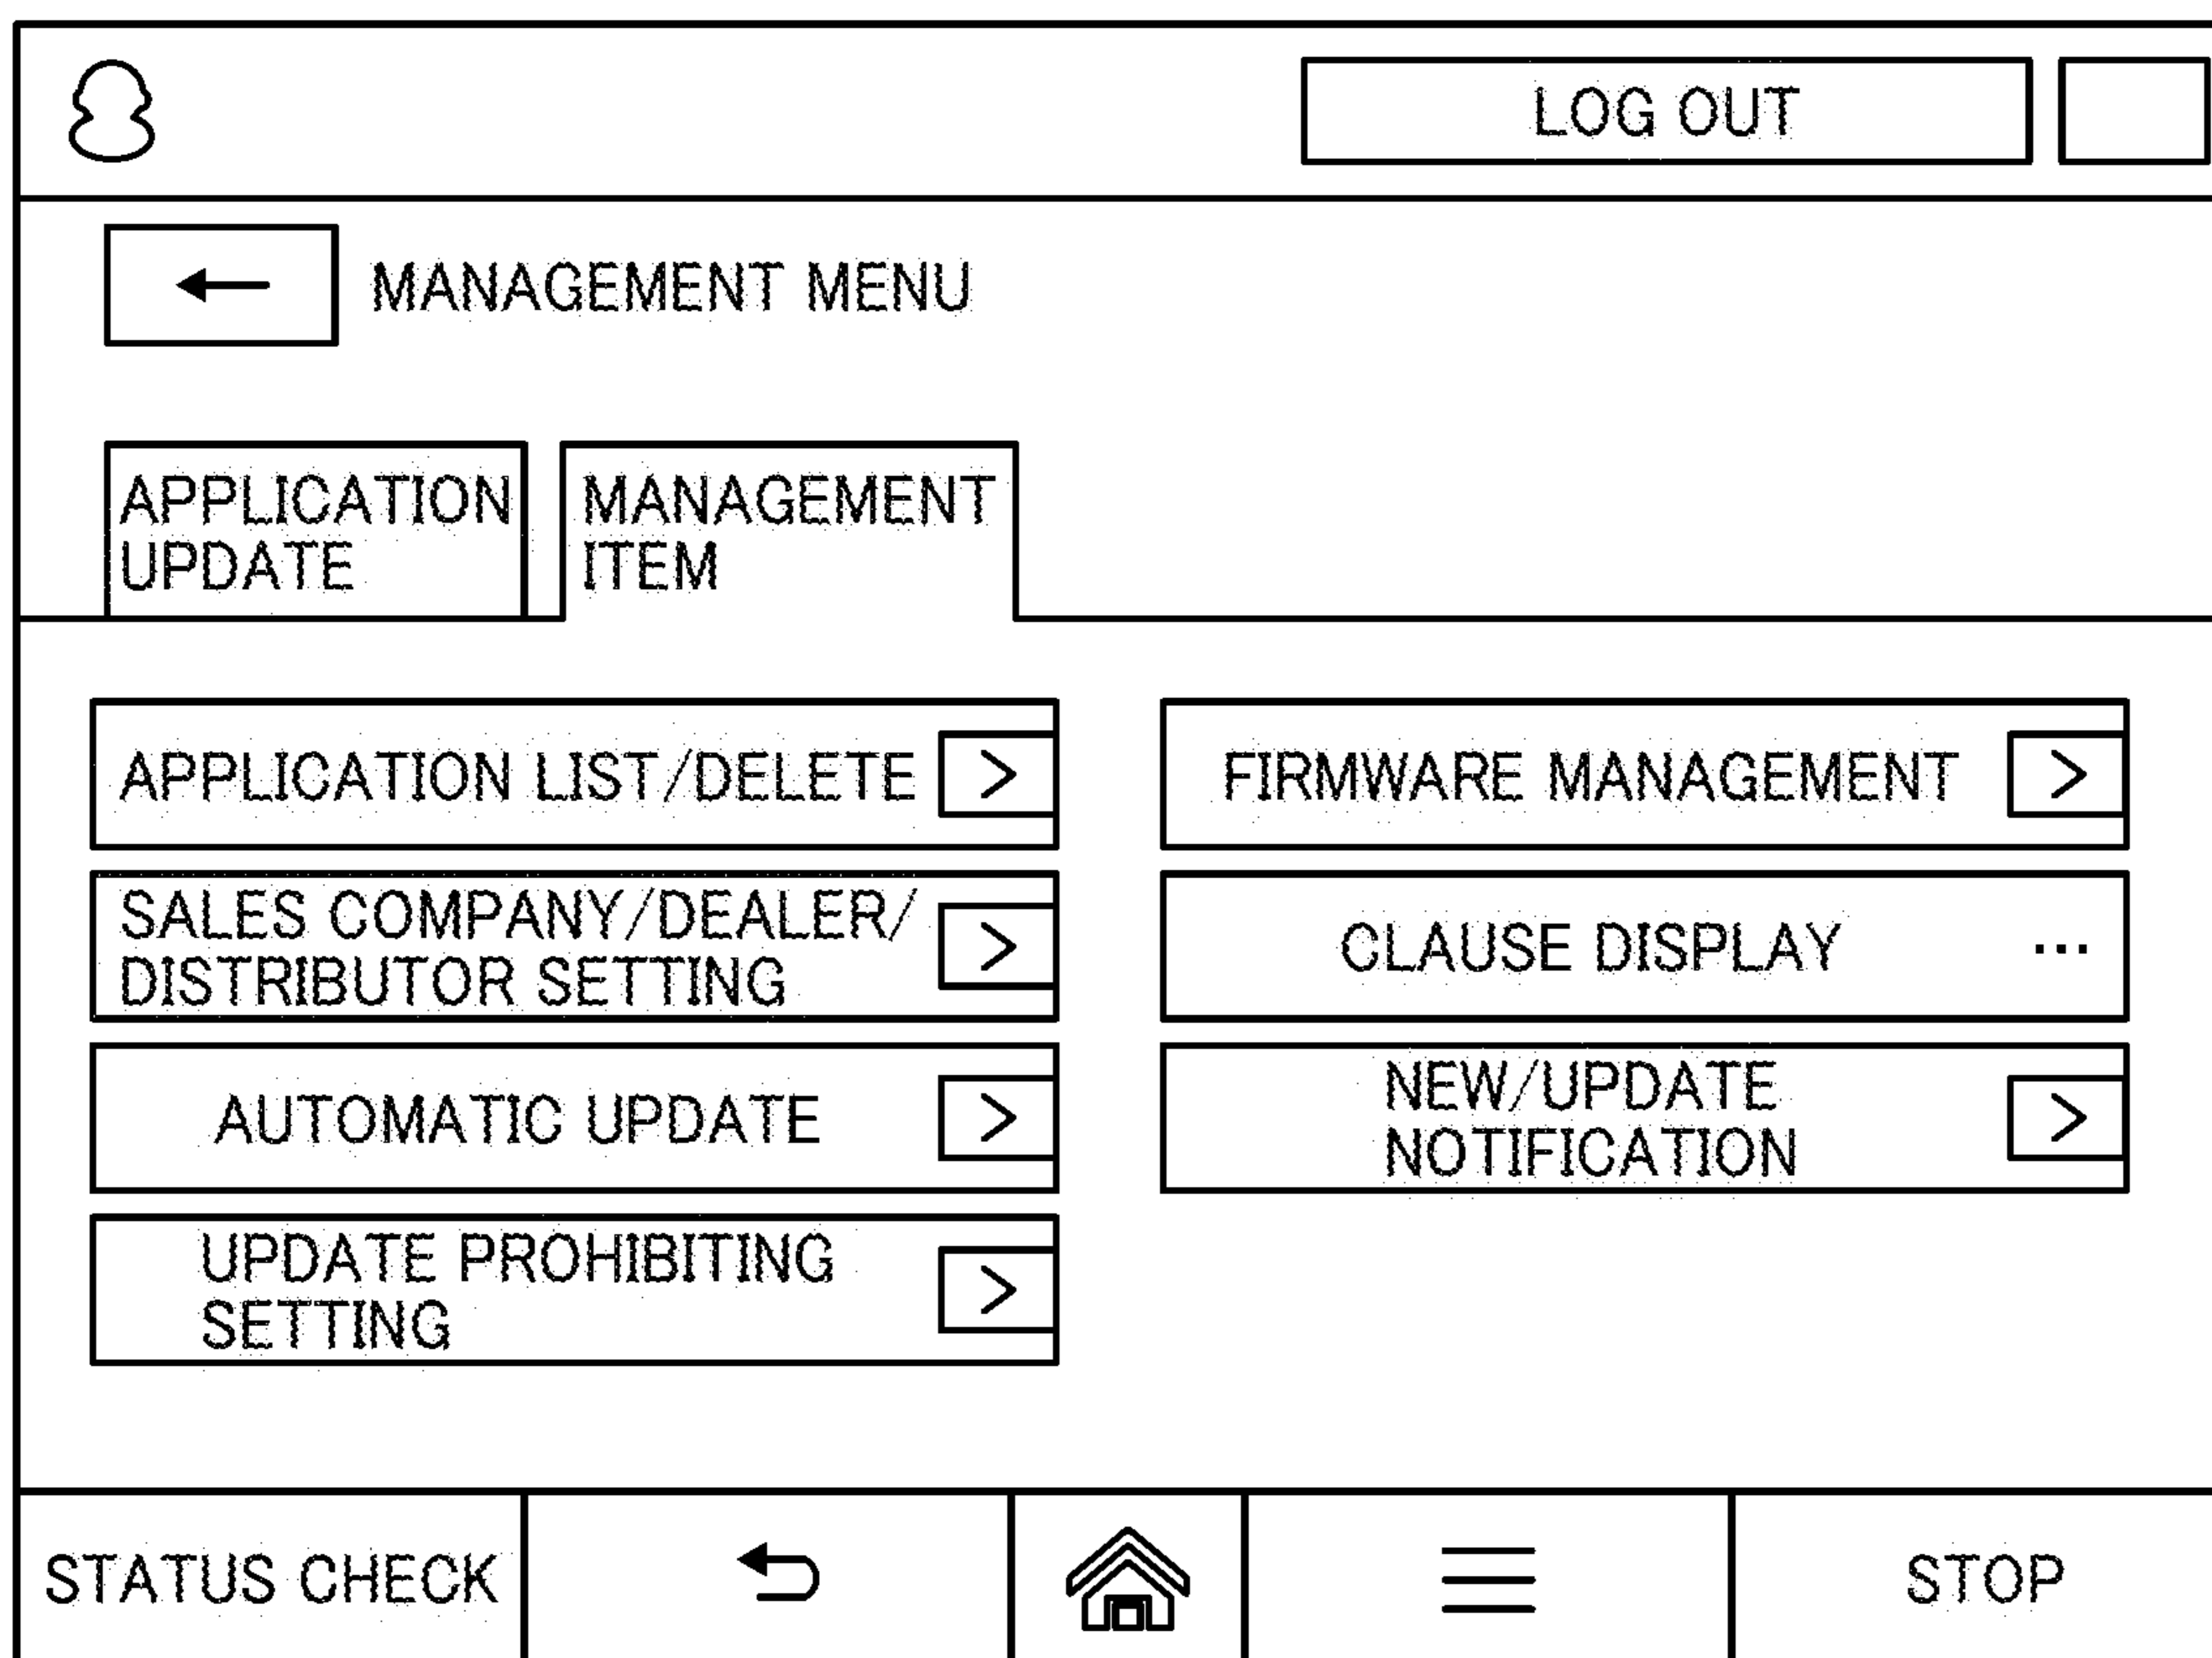 LOG OUT
MANAGEMENT MENU
APPLICATION
UPDATE
MANAGEMENT
ITEM
APPLICATION LIST/DELETE >
FIRMWARE MANAGEMENT >
SALES COMPANY/DEALER/
DISTRIBUTOR SETTING >
CLAUSE DISPLAY ...
AUTOMATIC UPDATE >
NEW/UPDATE
NOTIFICATION >
UPDATE PROHIBITING
SETTING >
STATUS CHECK
STOP